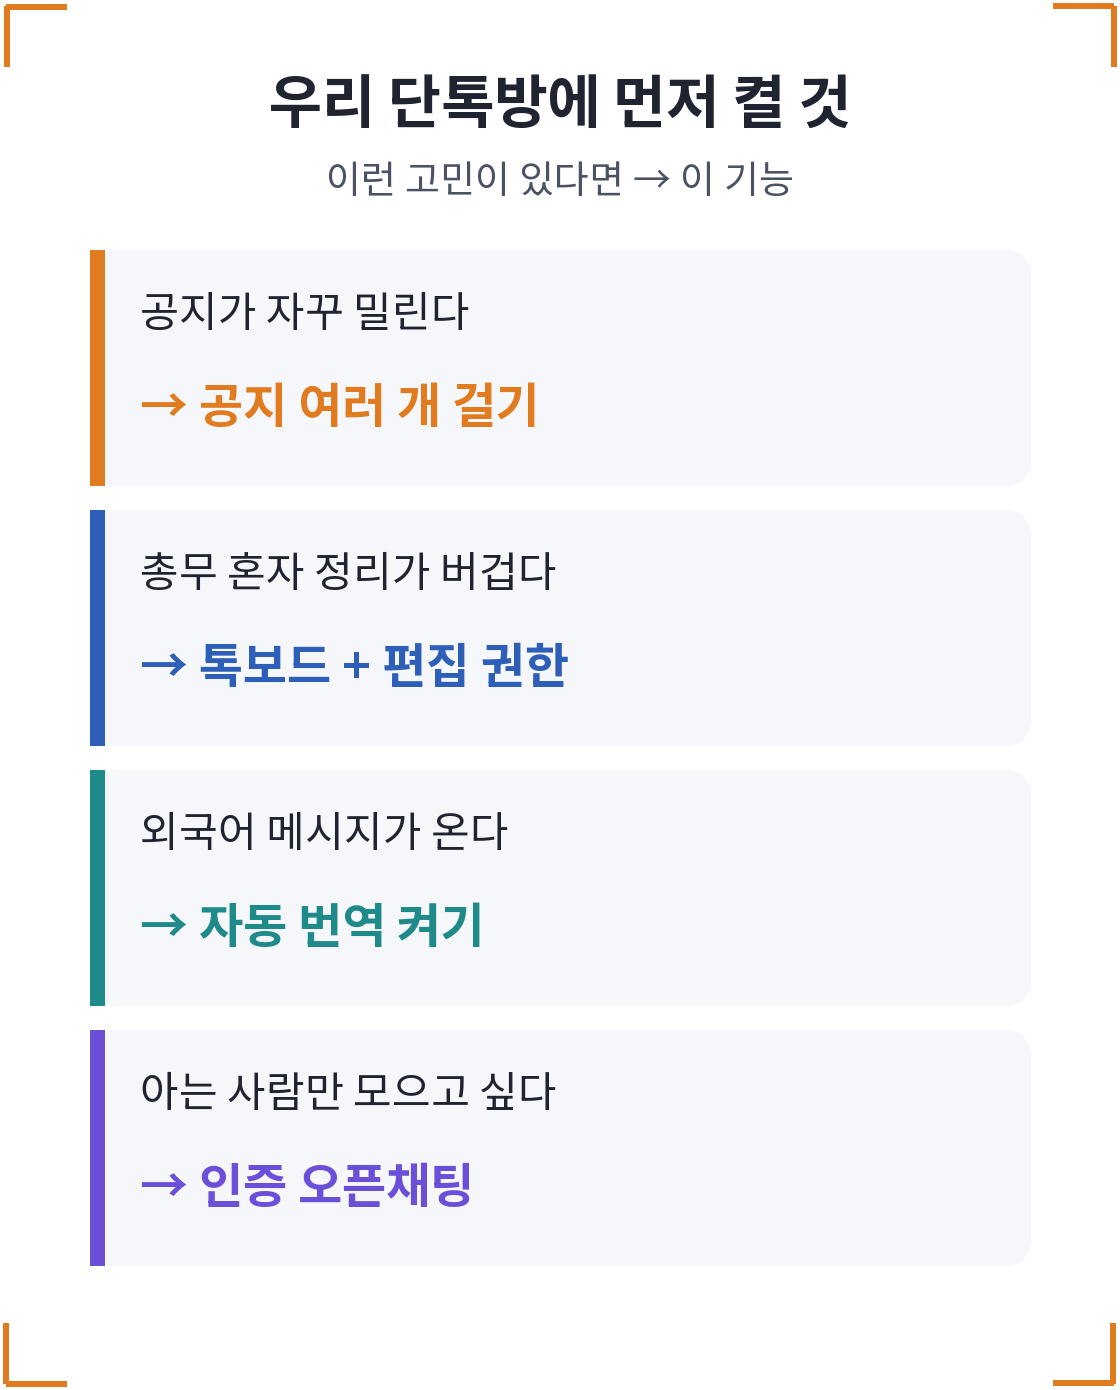 우리 단톡방에 먼저 켤 것
이런 고민이 있다면 → 이 기능
공지가 자꾸 밀린다
→ 공지 여러 개 걸기
총무 혼자 정리가 버겁다
→ 톡보드 + 편집 권한
외국어 메시지가 온다
→ 자동 번역 켜기
아는 사람만 모으고 싶다
→ 인증 오픈채팅